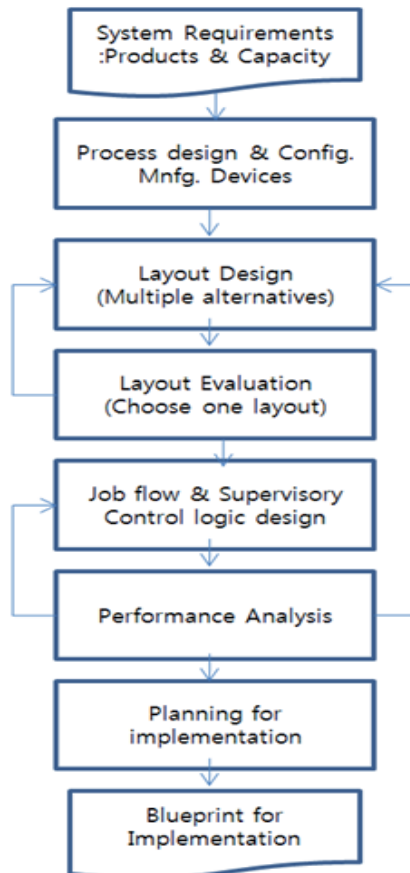 System Requirements
:Products & Capacity
Process design & Config.
Mnfg. Devices
Layout Design
(Multiple alternatives)
Layout Evaluation
(Choose one layout)
Job flow & Supervisory
Control logic design
Performance Analysis
Planning for
implementation
Blueprint for
Implementation